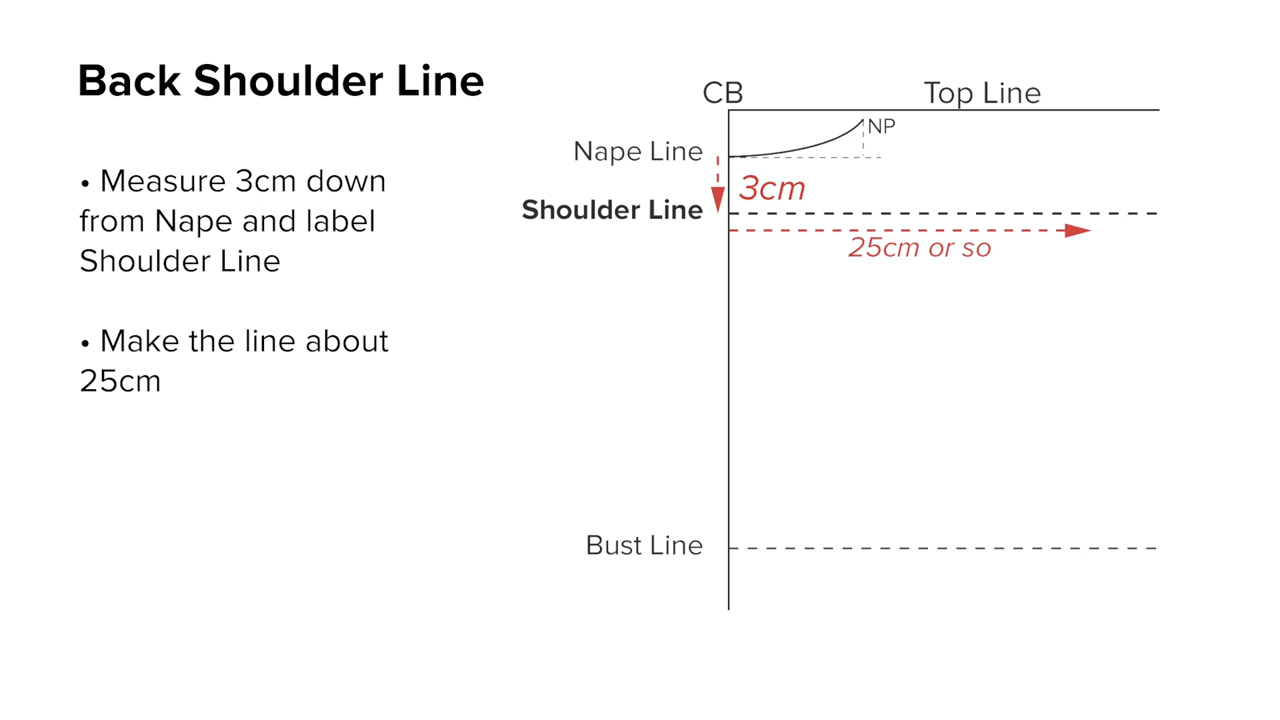 Back Shoulder Line
• Measure 3cm down
from Nape and label
Shoulder Line
• Make the line about
25cm
CB
Top Line
NP
Nape Line
3cm
Shoulder Line
25cm or so
Bust Line